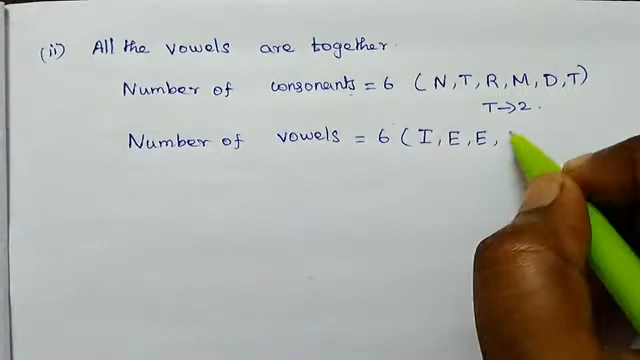 (ii) All the vowels are together.
Number of consonants = 6 (N, T, R, M, D, T)
T→2.
Number of vowels = 6 (I, E, E,